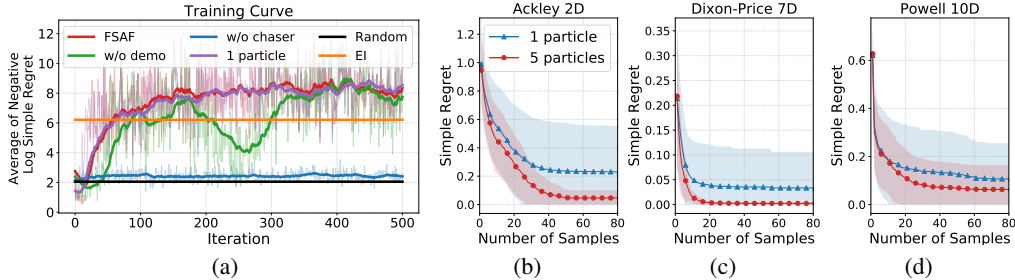 Training Curve
Average of Negative
Log Simple Regret
12
10
8
6
4
2
0
FSAF
w/o chaser
Random
w/o demo
1 particle
EI
0 100 200 300 400 500
Iteration
(a)
Ackley 2D
Simple Regret
1.2
1.0
0.8
0.6
0.4
0.2
0.0
1 particle
5 particles
0 20 40 60 80
Number of Samples
(b)
Dixon-Price 7D
Simple Regret
0.35
0.30
0.25
0.20
0.15
0.10
0.05
0.00
0 20 40 60 80
Number of Samples
(c)
Powell 10D
Simple Regret
0.6
0.4
0.2
0.0
0 20 40 60 80
Number of Samples
(d)